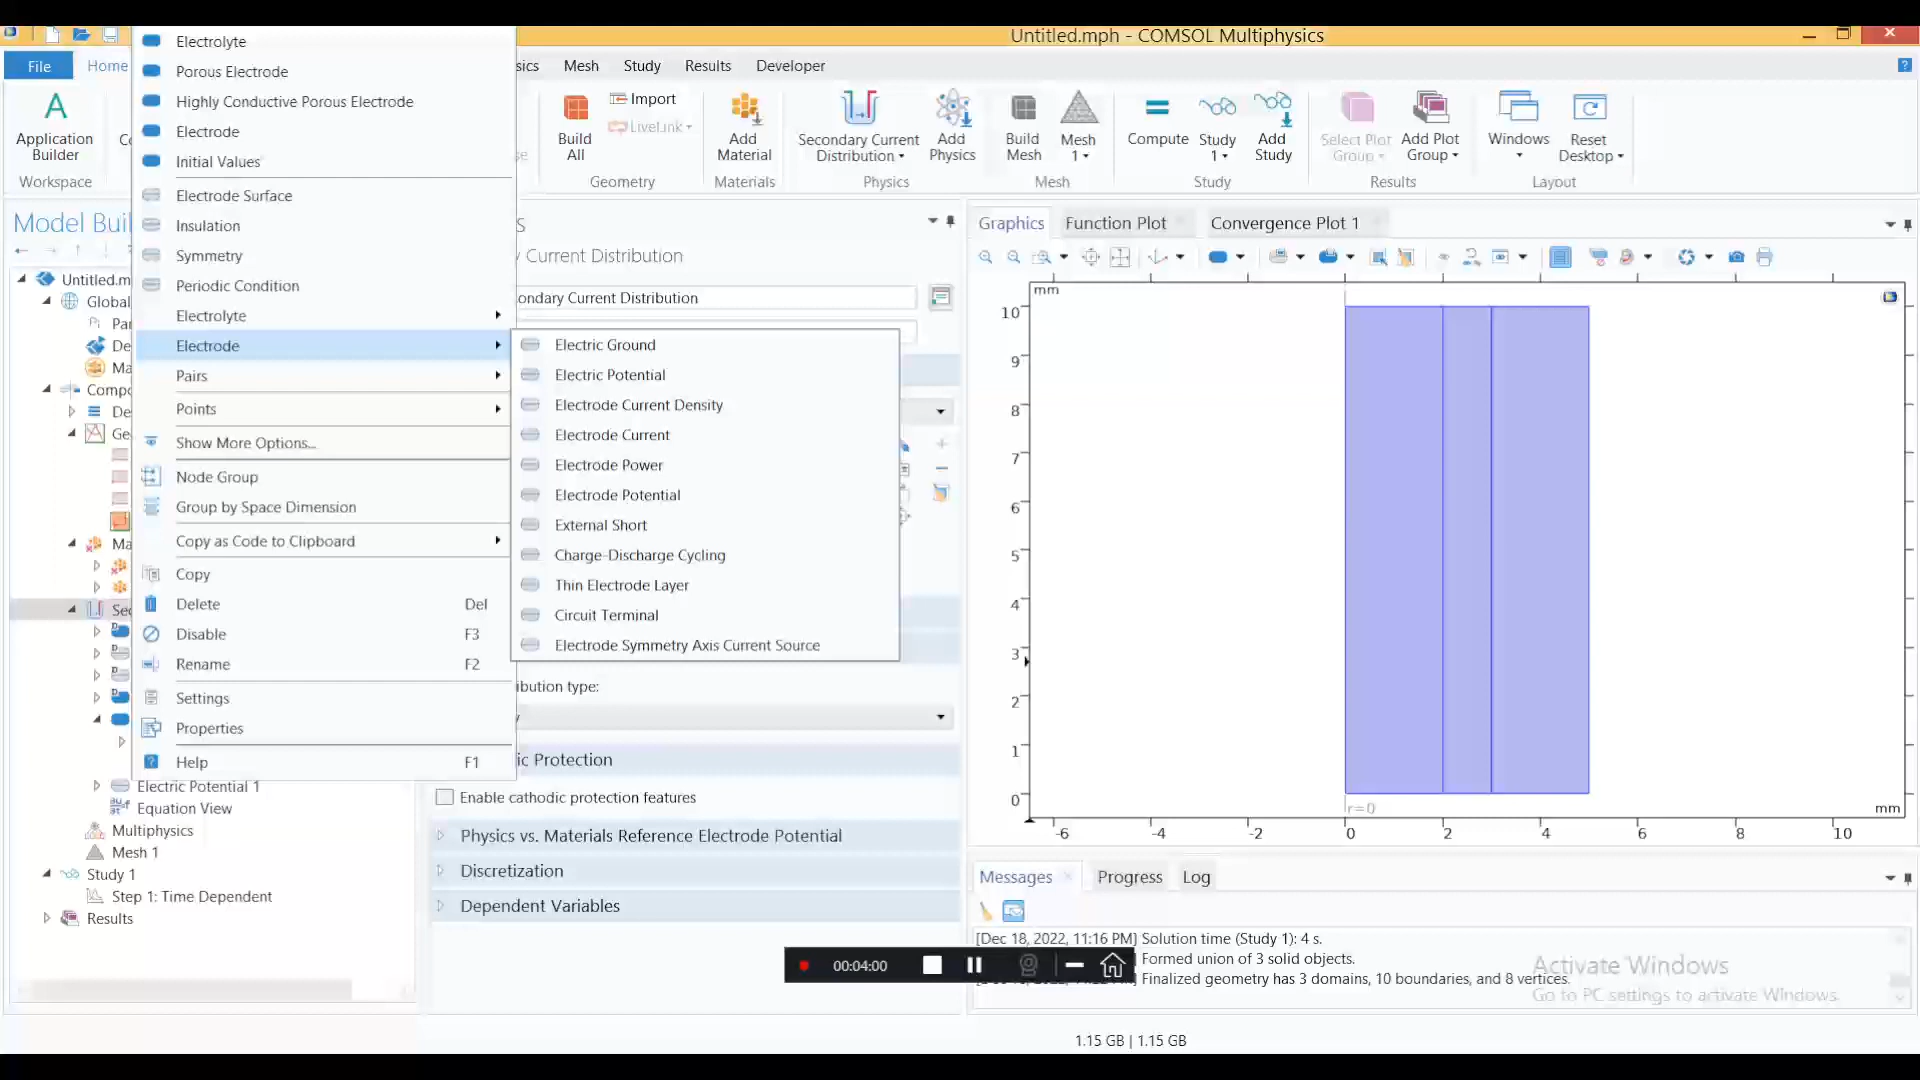 Untitled.mph - COMSOL Multiphysics
File
Home
Mesh
Study
Results
Developer
Application
Builder
Workspace
Build
All
Import
LiveLink
Geometry
Add
Material
Materials
Secondary Current
Distribution
Add
Physics
Physics
Build
Mesh
Mesh
1
Mesh
Compute
Study
1
Add
Study
Study
Select Plot
Group
Add Plot
Group
Results
Windows
Reset
Desktop
Layout
Electrolyte
Porous Electrode
Highly Conductive Porous Electrode
Electrode
Initial Values
Electrode Surface
Insulation
Symmetry
Periodic Condition
Electrolyte
Electrode
Pairs
Points
Show More Options...
Node Group
Group by Space Dimension
Copy as Code to Clipboard
Copy
Delete Del
Disable F3
Rename F2
Settings
Properties
Help F1
Electric Ground
Electric Potential
Electrode Current Density
Electrode Current
Electrode Power
Electrode Potential
External Short
Charge-Discharge Cycling
Thin Electrode Layer
Circuit Terminal
Electrode Symmetry Axis Current Source
Model Buil
Untitled.m
Global
Par
De
Ma
Compo
De
Ge
Ma
Sec
Electric Potential 1
Equation View
Multiphysics
Mesh 1
Study 1
Step 1: Time Dependent
Results
Current Distribution
ondary Current Distribution
ibution type:
ic Protection
Enable cathodic protection features
Physics vs. Materials Reference Electrode Potential
Discretization
Dependent Variables
Graphics
Function Plot
Convergence Plot 1
mm
10
9
8
7
6
5
4
3
2
1
0
r=0
mm
-6
-4
-2
0
2
4
6
8
10
Messages
Progress
Log
[Dec 18, 2022, 11:16 PM] Solution time (Study 1): 4 s.
Formed union of 3 solid objects.
Finalized geometry has 3 domains, 10 boundaries, and 8 vertices.
00:04:00
Activate Windows
Go to PC settings to activate Windows.
1.15 GB | 1.15 GB